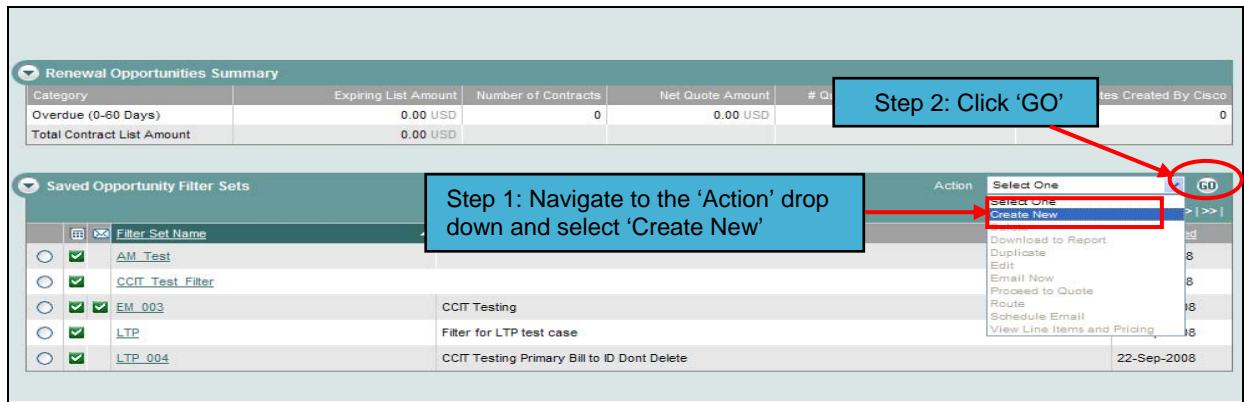 Renewal Opportunities Summary
Category Expiring List Amount Number of Contracts Net Quote Amount
Overdue (0-60 Days) 0.00 USD 0 0.00 USD 0
Total Contract List Amount 0.00 USD
Step 2: Click ‘GO’
Created By Cisco
Saved Opportunity Filter Sets Action Select One GO
Step 1: Navigate to the ‘Action’ drop
down and select ‘Create New’
Select One
Create New
Download to Report
Duplicate
Edit
Email Now
Proceed to Quote
Route
Schedule Email
View Line Items and Pricing
> | >> |
Filter Set Name
AM_Test
CCIT_Test_Filter
EM_003 CCIT Testing
LTP Filter for LTP test case
LTP_004 CCIT Testing Primary Bill to ID Dont Delete 22-Sep-2008